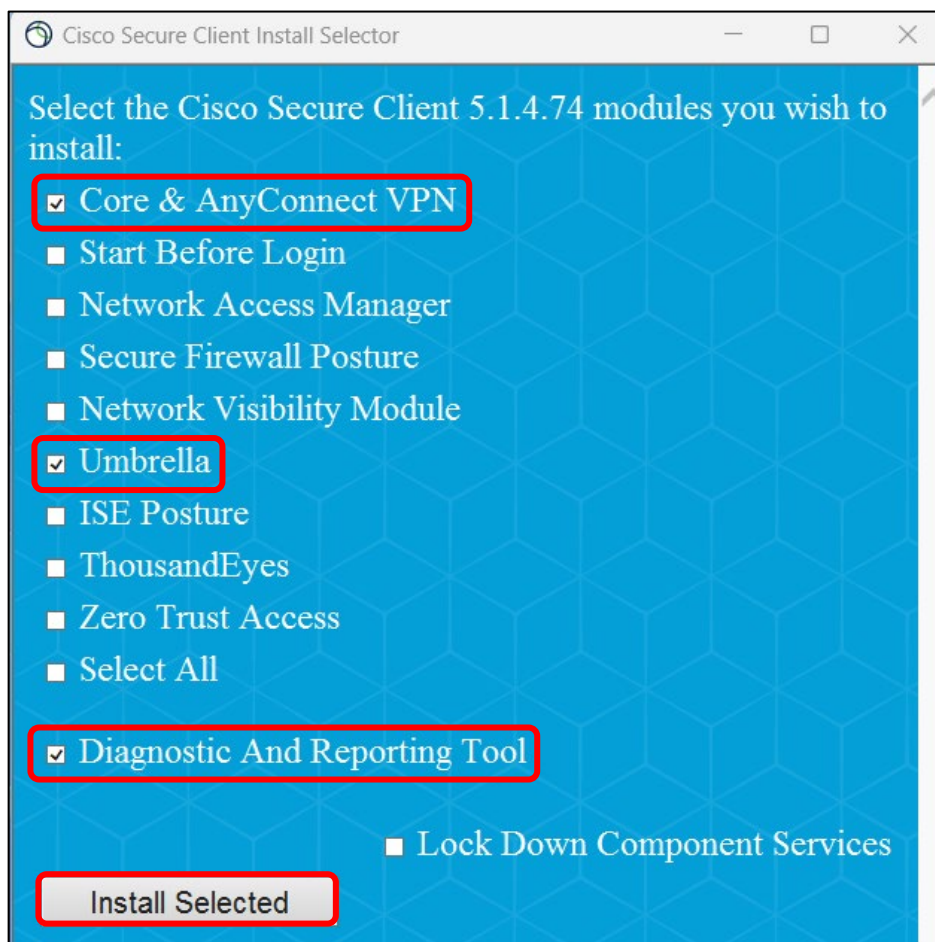 Cisco Secure Client Install Selector
Select the Cisco Secure Client 5.1.4.74 modules you wish to
install:
Core & AnyConnect VPN
Start Before Login
Network Access Manager
Secure Firewall Posture
Network Visibility Module
Umbrella
ISE Posture
ThousandEyes
Zero Trust Access
Select All
Diagnostic And Reporting Tool
Lock Down Component Services
Install Selected